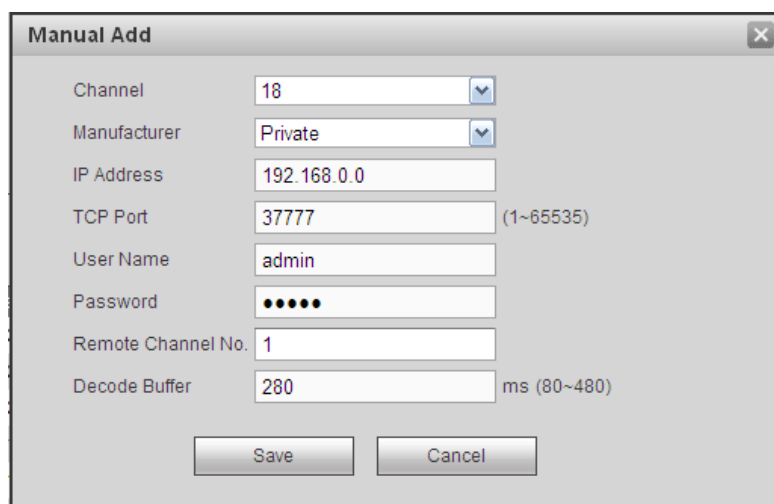 Manual Add
Channel 18
Manufacturer Private
IP Address 192.168.0.0
TCP Port 37777 (1~65535)
User Name admin
Password ●●●●●
Remote Channel No. 1
Decode Buffer 280 ms (80~480)
Save Cancel